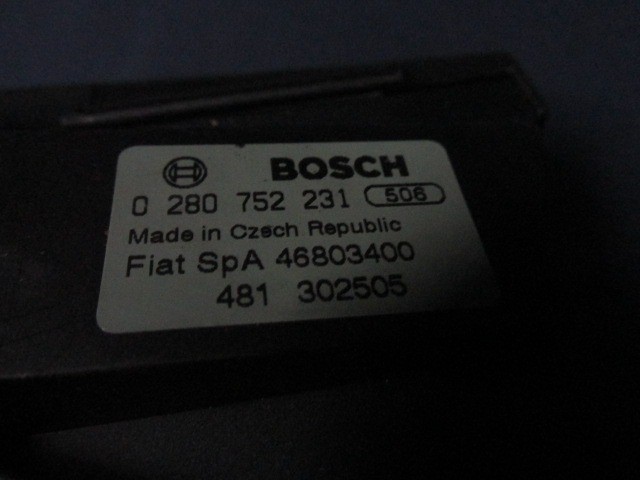 BOSCH
0 280 752 231 506
Made in Czech Republic
Fiat SpA 46803400
481 302505